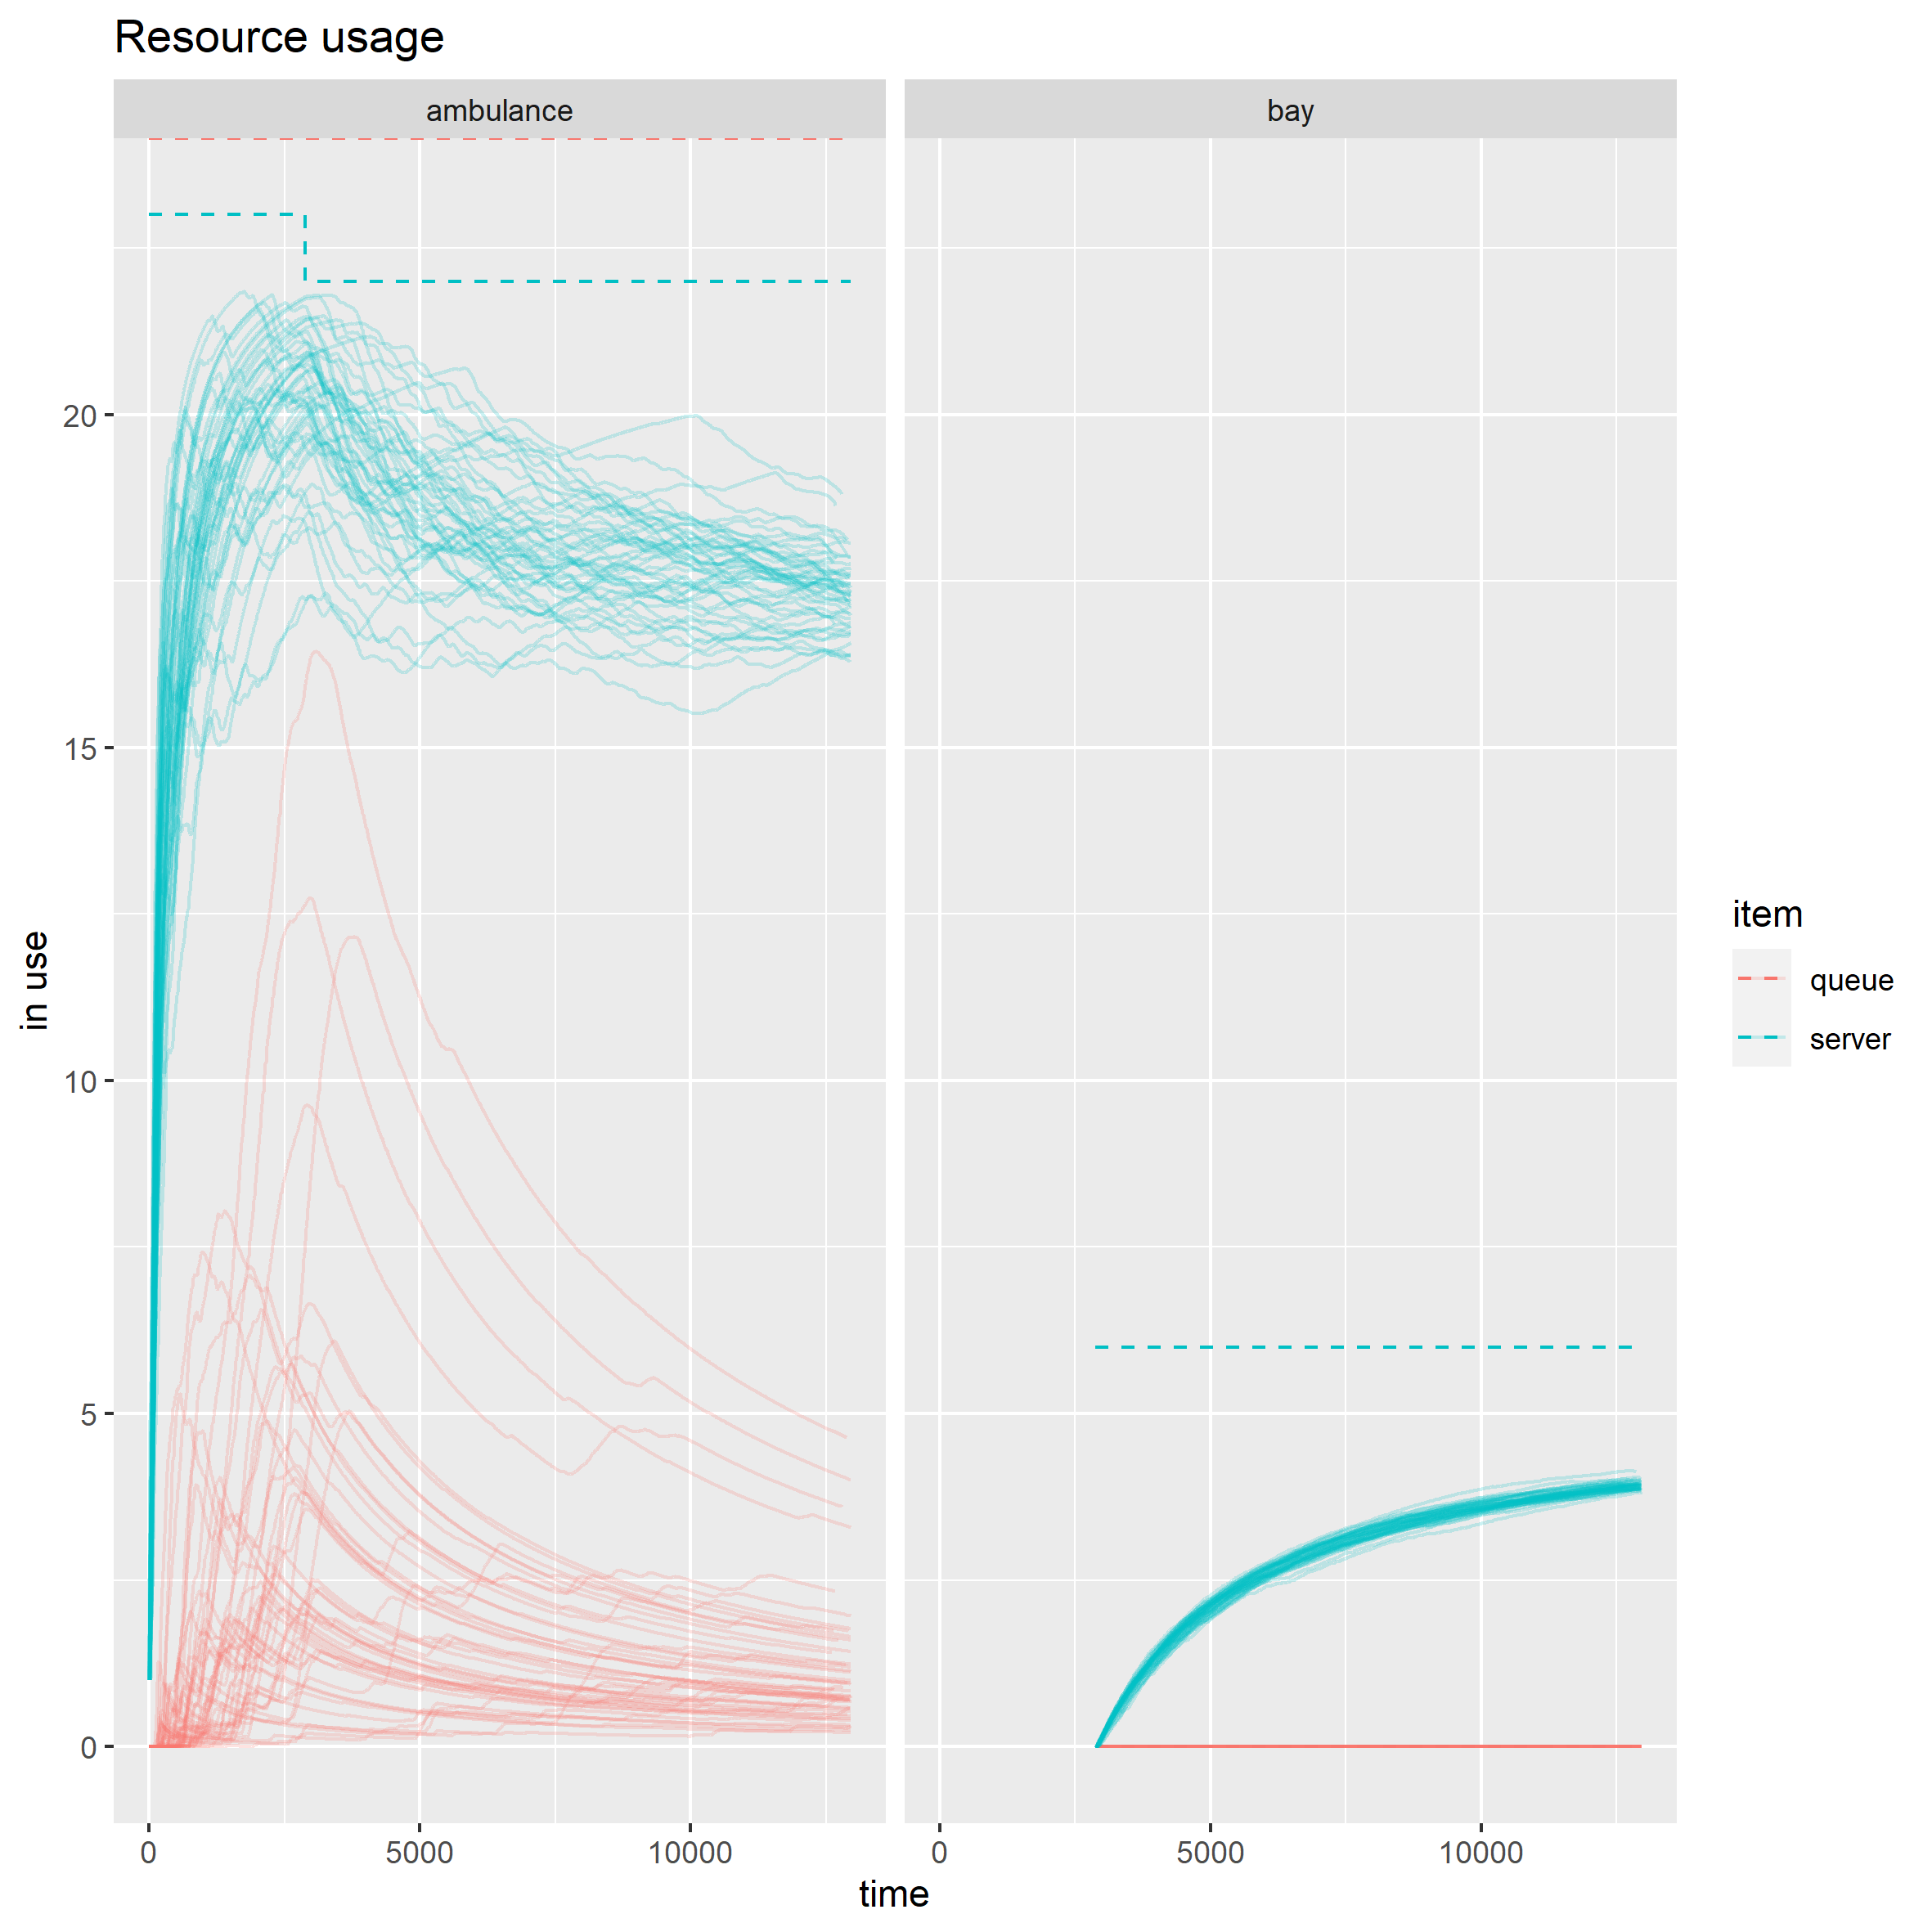 Resource usage
ambulance
bay
in use
20
15
10
5
0
0
5000
10000
0
5000
10000
time
item
queue
server